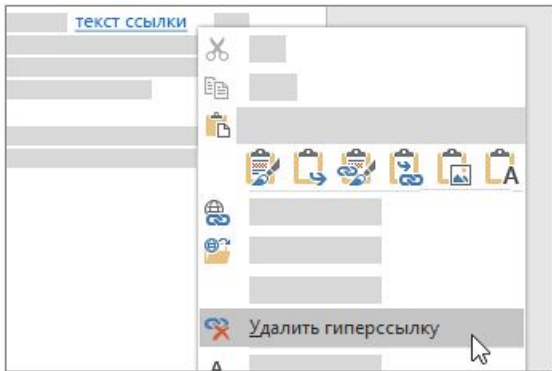 текст ссылки
Удалить гиперссылку
A